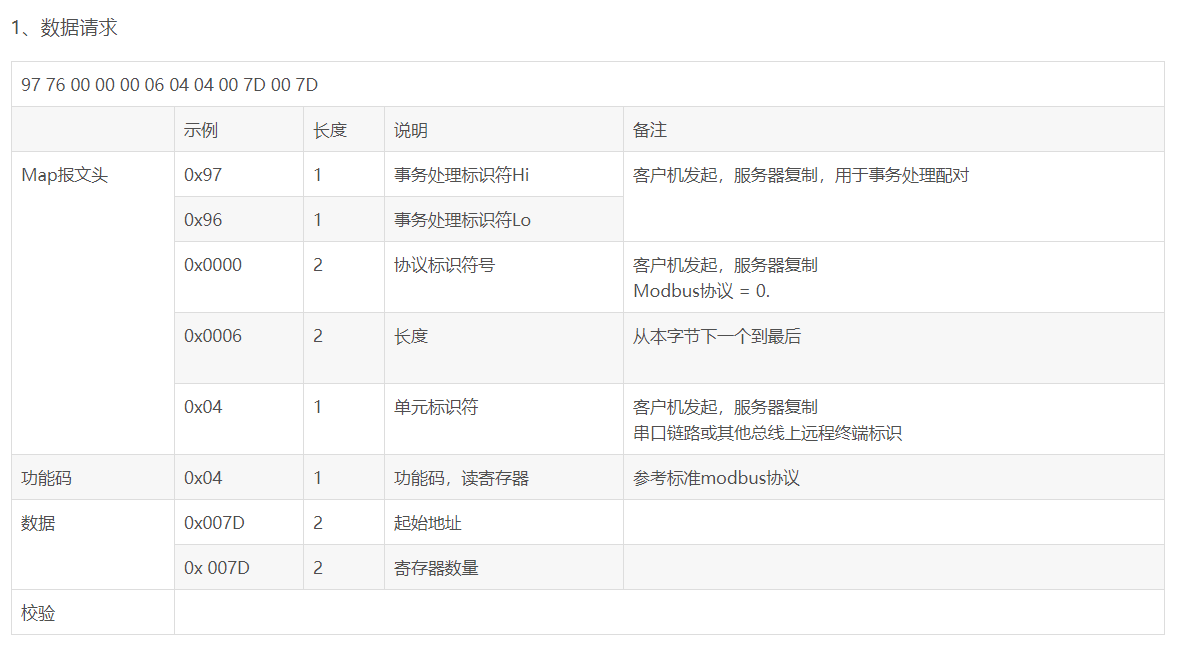 1、数据请求
97 76 00 00 00 06 04 04 00 7D 00 7D
示例 长度 说明 备注
Map报文头 0x97 1 事务处理标识符Hi 客户机发起，服务器复制，用于事务处理配对
0x96 1 事务处理标识符Lo
0x0000 2 协议标识符号 客户机发起，服务器复制
Modbus协议 = 0.
0x0006 2 长度 从本字节下一个到最后
0x04 1 单元标识符 客户机发起，服务器复制
串口链路或其他总线上远程终端标识
功能码 0x04 1 功能码，读寄存器 参考标准modbus协议
数据 0x007D 2 起始地址
0x 007D 2 寄存器数量
校验